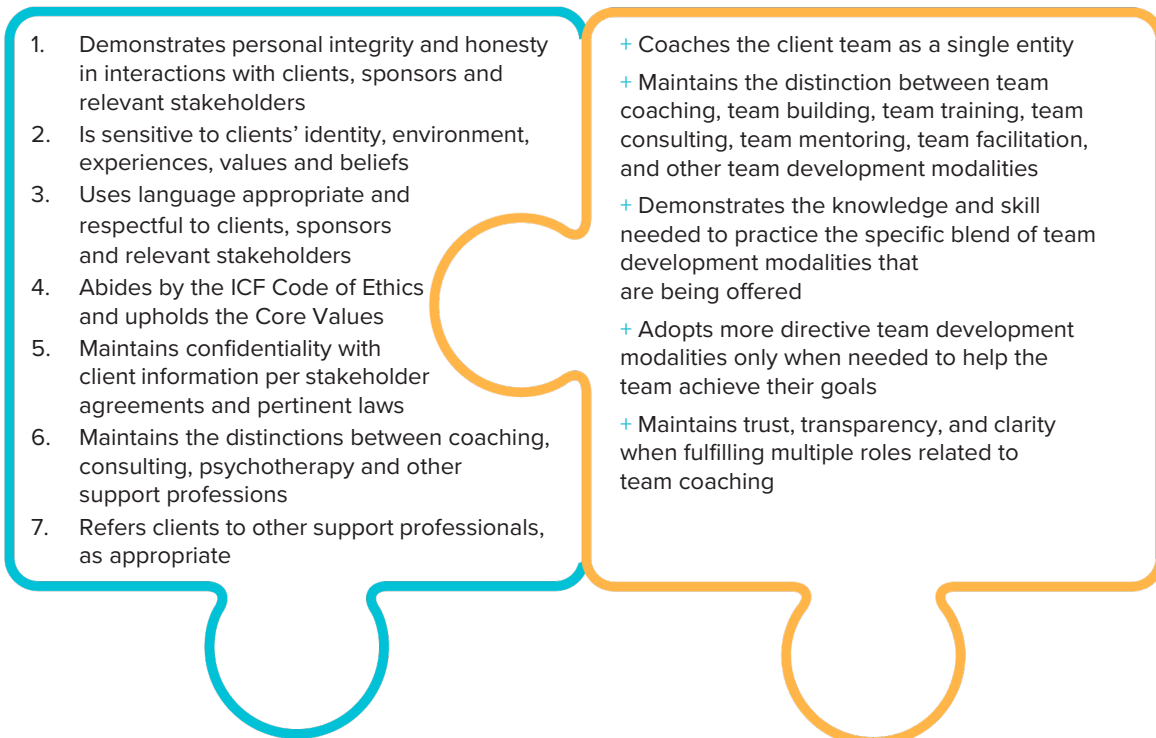 1. Demonstrates personal integrity and honesty
in interactions with clients, sponsors and
relevant stakeholders
2. Is sensitive to clients’ identity, environment,
experiences, values and beliefs
3. Uses language appropriate and
respectful to clients, sponsors
and relevant stakeholders
4. Abides by the ICF Code of Ethics
and upholds the Core Values
5. Maintains confidentiality with
client information per stakeholder
agreements and pertinent laws
6. Maintains the distinctions between coaching,
consulting, psychotherapy and other
support professions
7. Refers clients to other support professionals,
as appropriate
+ Coaches the client team as a single entity
+ Maintains the distinction between team
coaching, team building, team training, team
consulting, team mentoring, team facilitation,
and other team development modalities
+ Demonstrates the knowledge and skill
needed to practice the specific blend of team
development modalities that
are being offered
+ Adopts more directive team development
modalities only when needed to help the
team achieve their goals
+ Maintains trust, transparency, and clarity
when fulfilling multiple roles related to
team coaching